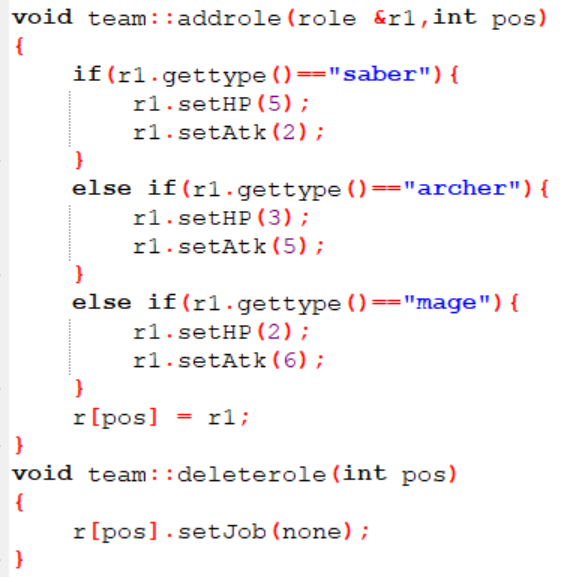 void team::addrole(role &r1,int pos)
{
    if(r1.gettype()=="saber"){
        r1.setHP(5);
        r1.setAtk(2);
    }
    else if(r1.gettype()=="archer"){
        r1.setHP(3);
        r1.setAtk(5);
    }
    else if(r1.gettype()=="mage"){
        r1.setHP(2);
        r1.setAtk(6);
    }
    r[pos] = r1;
}
void team::deleterole(int pos)
{
    r[pos].setJob(none);
}